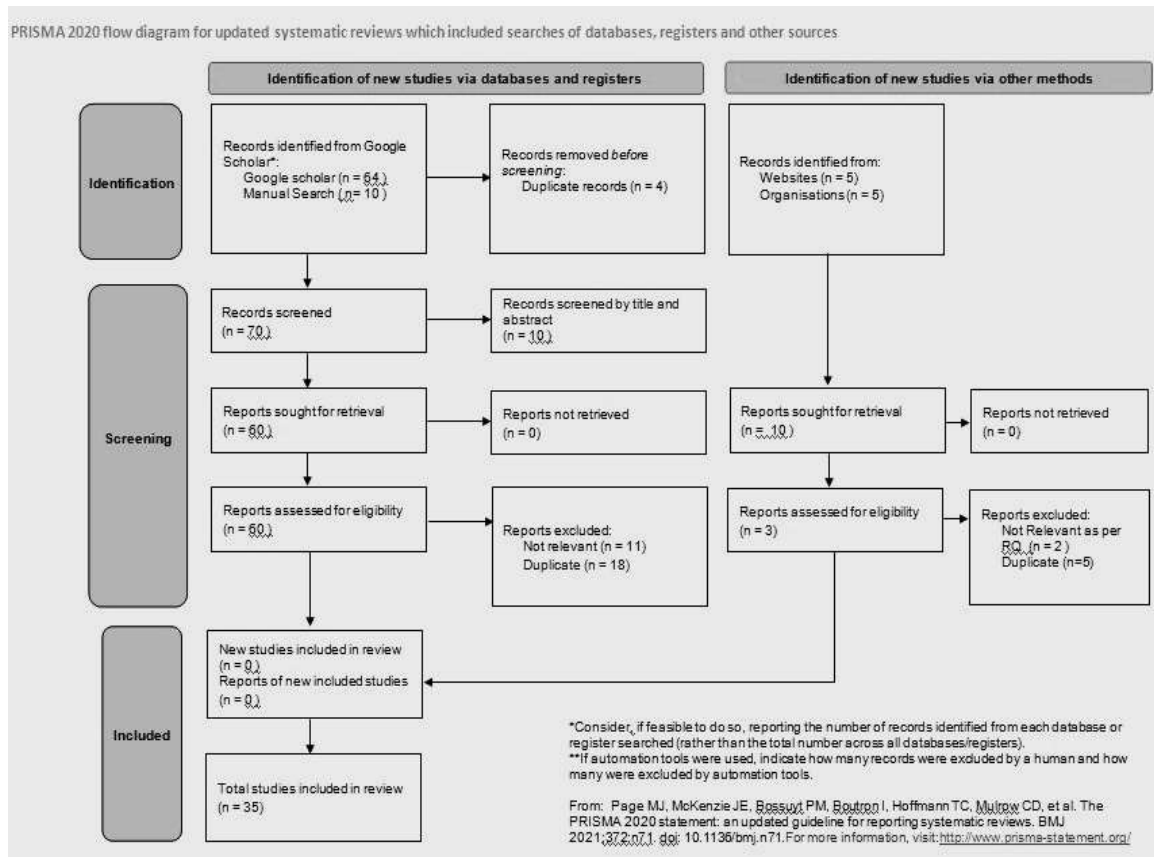 PRISMA 2020 flow diagram for updated systematic reviews which included searches of databases, registers and other sources
Identification of new studies via databases and registers
Identification of new studies via other methods
Identification
Records identified from Google
Scholar*:
Google scholar (n = 64)
Manual Search ( n= 10 )
Records removed before
screening:
Duplicate records (n = 4)
Records identified from:
Websites (n = 5)
Organisations (n = 5)
Screening
Records screened
(n = 70 )
Records screened by title and
abstract
(n = 10 )
Reports sought for retrieval
(n = 60 )
Reports not retrieved
(n = 0)
Reports sought for retrieval
(n = 10 )
Reports not retrieved
(n = 0)
Reports assessed for eligibility
(n = 60)
Reports excluded:
Not relevant (n = 11)
Duplicate (n = 18)
Reports assessed for eligibility
(n = 3)
Reports excluded:
Not Relevant as per
RQ (n = 2 )
Duplicate (n=5)
Included
New studies included in review
(n = 0 )
Reports of new included studies
(n = 0 )
Total studies included in review
(n = 35)
*Consider, if feasible to do so, reporting the number of records identified from each database or
register searched (rather than the total number across all databases/registers).
**If automation tools were used, indicate how many records were excluded by a human and how
many were excluded by automation tools.
From: Page MJ, McKenzie JE, Bossuyt PM, Boutron I, Hoffmann TC, Mulrow CD, et al. The
PRISMA 2020 statement: an updated guideline for reporting systematic reviews. BMJ
2021;372:n71. doi: 10.1136/bmj.n71.For more information, visit:http://www.prisma-statement.org/